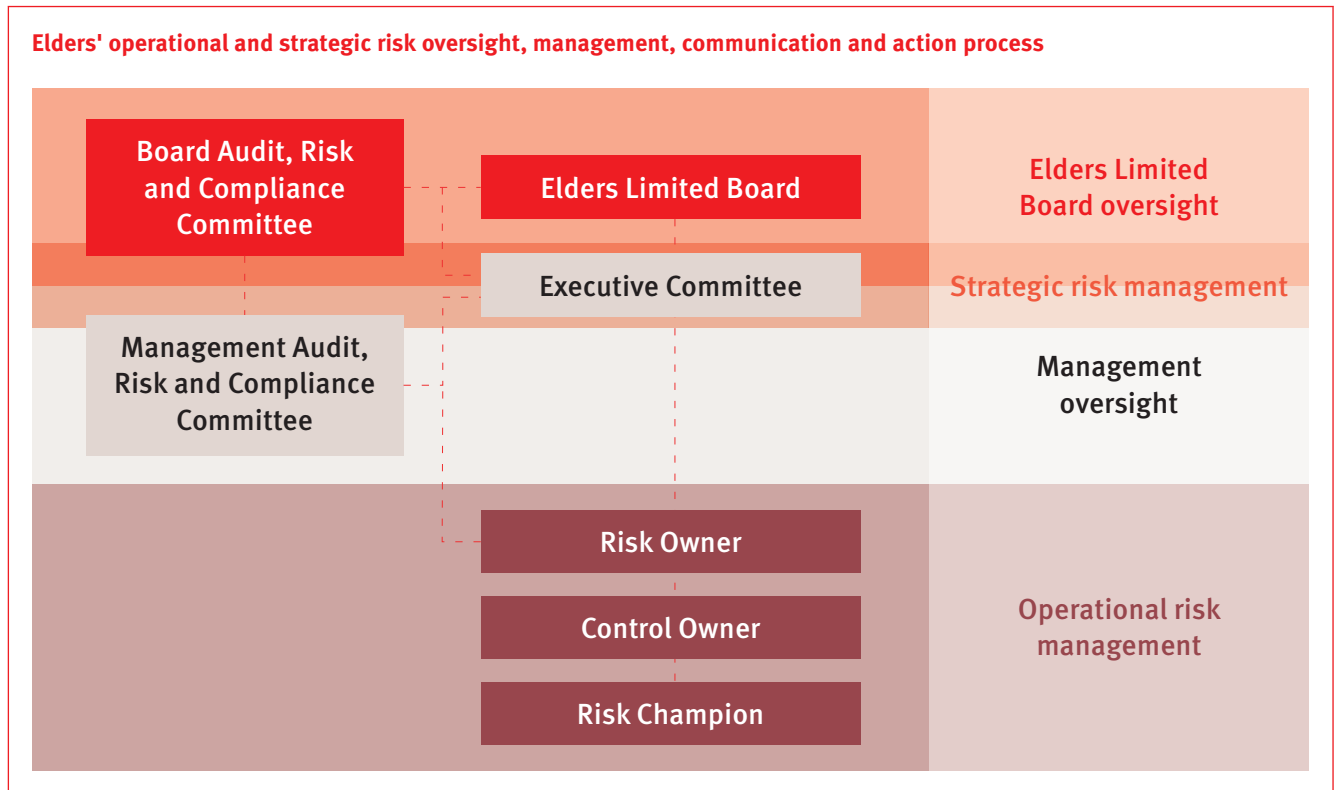 Elders' operational and strategic risk oversight, management, communication and action process
Board Audit, Risk
and Compliance
Committee
Elders Limited Board
Elders Limited
Board oversight
Executive Committee
Strategic risk management
Management Audit,
Risk and Compliance
Committee
Management
oversight
Risk Owner
Control Owner
Risk Champion
Operational risk
management